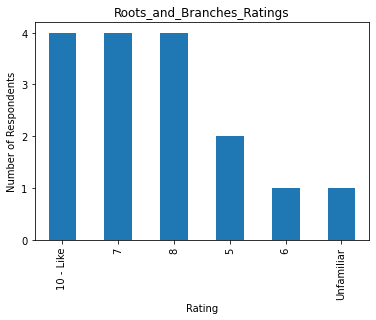 Roots_and_Branches_Ratings
Number of Respondents
4
3
2
1
0
10 - Like
7
8
5
6
Unfamiliar
Rating